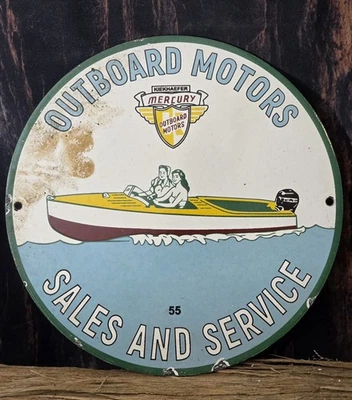 OUTBOARD MOTORS
KIEKHAEFER
MERCURY
OUTBOARD
MOTORS
55
SALES AND SERVICE